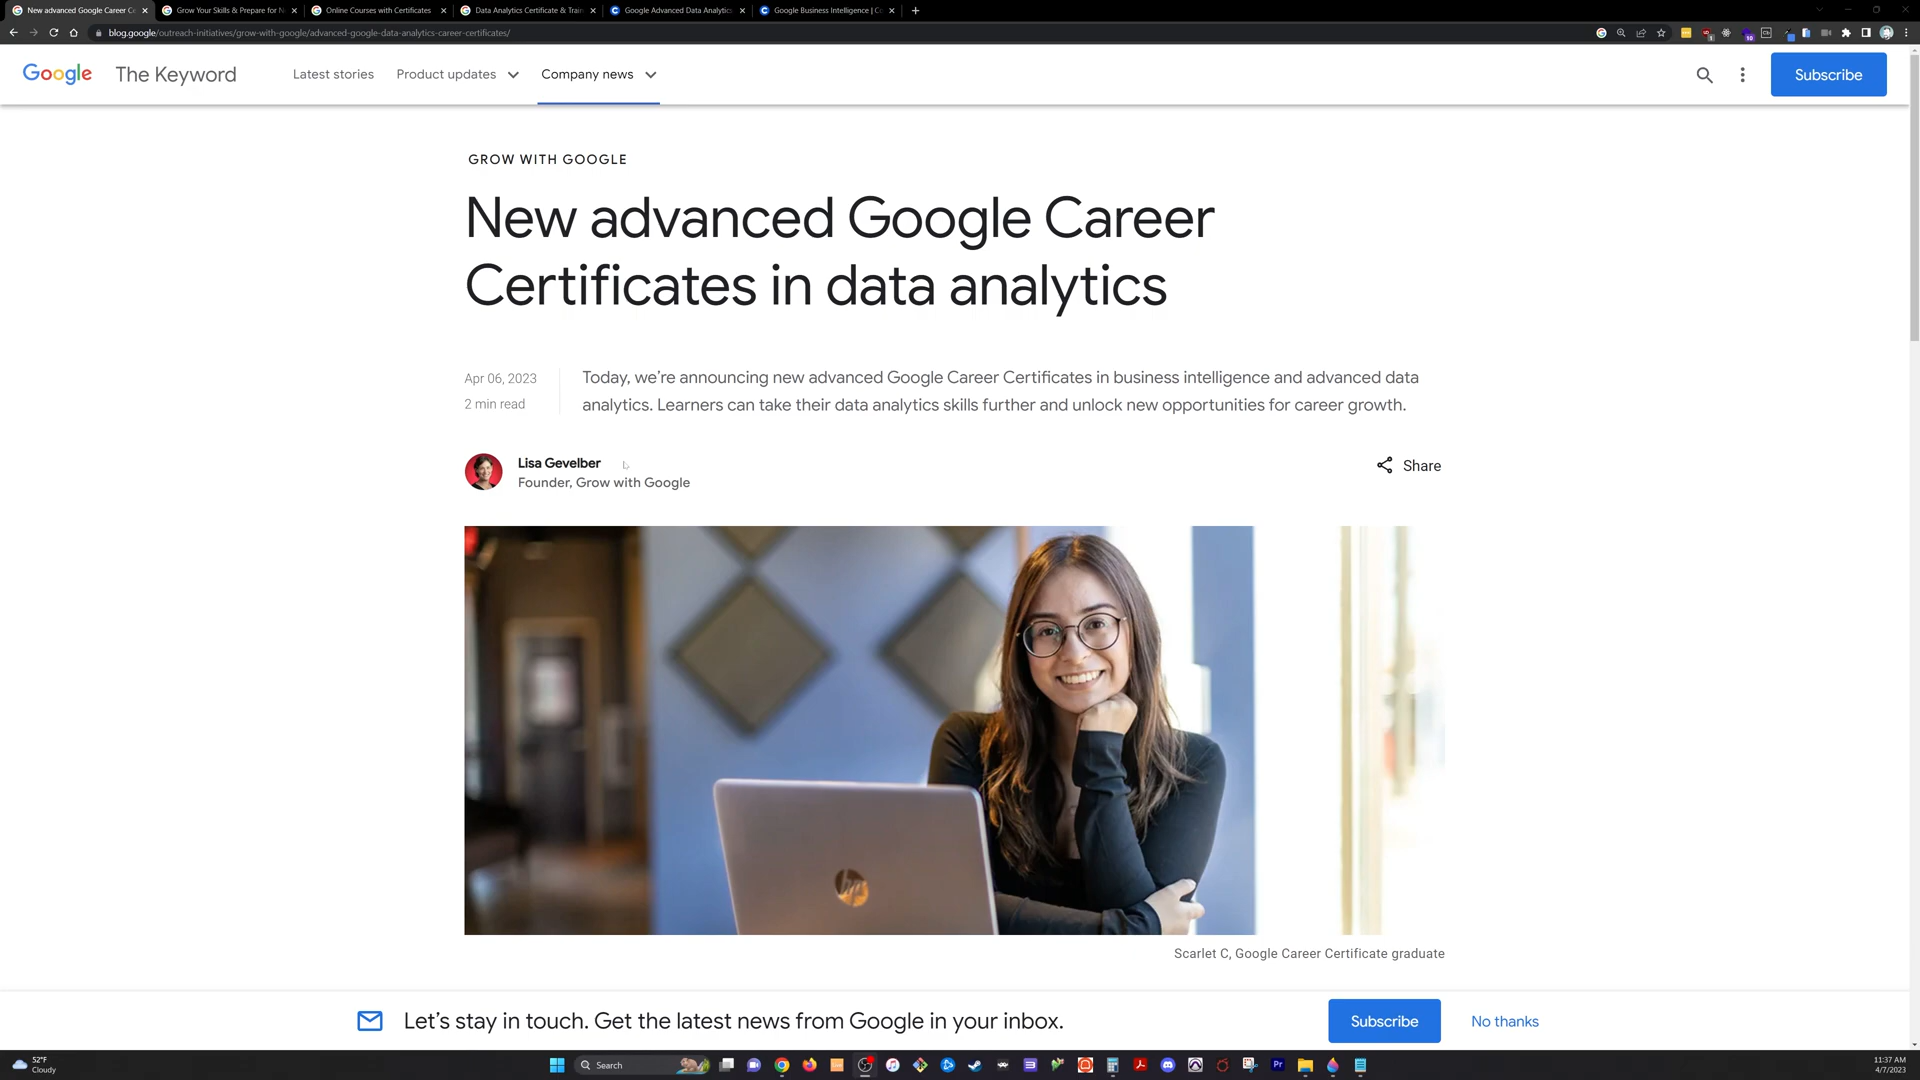 New advanced Google Career Ce
Grow Your Skills & Prepare for N
Online Courses with Certificates
Data Analytics Certificate & Train
Google Advanced Data Analytics
Google Business Intelligence | C
blog.google/outreach-initiatives/grow-with-google/advanced-google-data-analytics-career-certificates/
Google The Keyword
Latest stories
Product updates
Company news
Subscribe
GROW WITH GOOGLE
New advanced Google Career
Certificates in data analytics
Apr 06, 2023
2 min read
Today, we’re announcing new advanced Google Career Certificates in business intelligence and advanced data
analytics. Learners can take their data analytics skills further and unlock new opportunities for career growth.
Lisa Gevelber
Founder, Grow with Google
Share
hp
Scarlet C, Google Career Certificate graduate
Let’s stay in touch. Get the latest news from Google in your inbox.
Subscribe
No thanks
52°F
Cloudy
Search
Pr
11:37 AM
4/7/2023